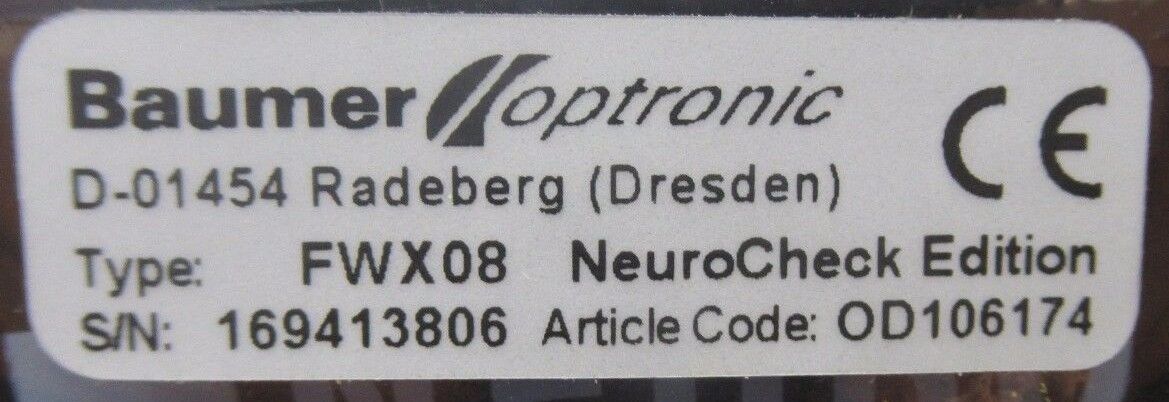 Baumer optronic CE
D-01454 Radeberg (Dresden)
Type: FWX08 NeuroCheck Edition
S/N: 169413806 Article Code: OD106174